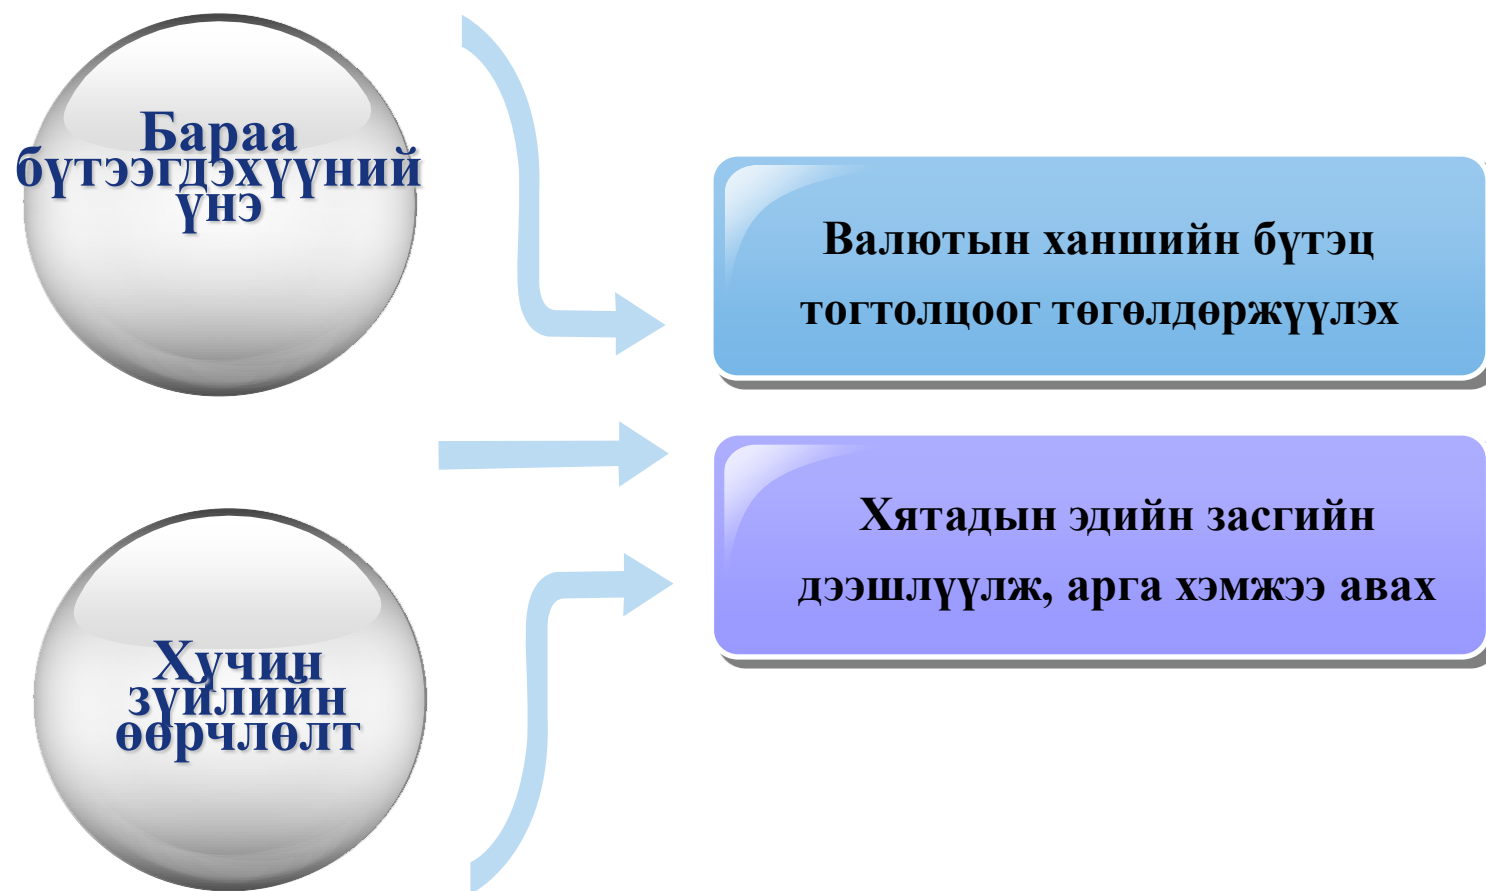 Бараа
бүтээгдэхүүний
үнэ
Валютын ханшийн бүтэц
тогтолцоог төгөлдөржүүлэх
Хятадын эдийн засгийн
дээшлүүлж, арга хэмжээ авах
Хүчин
зүйлийн
өөрчлөлт